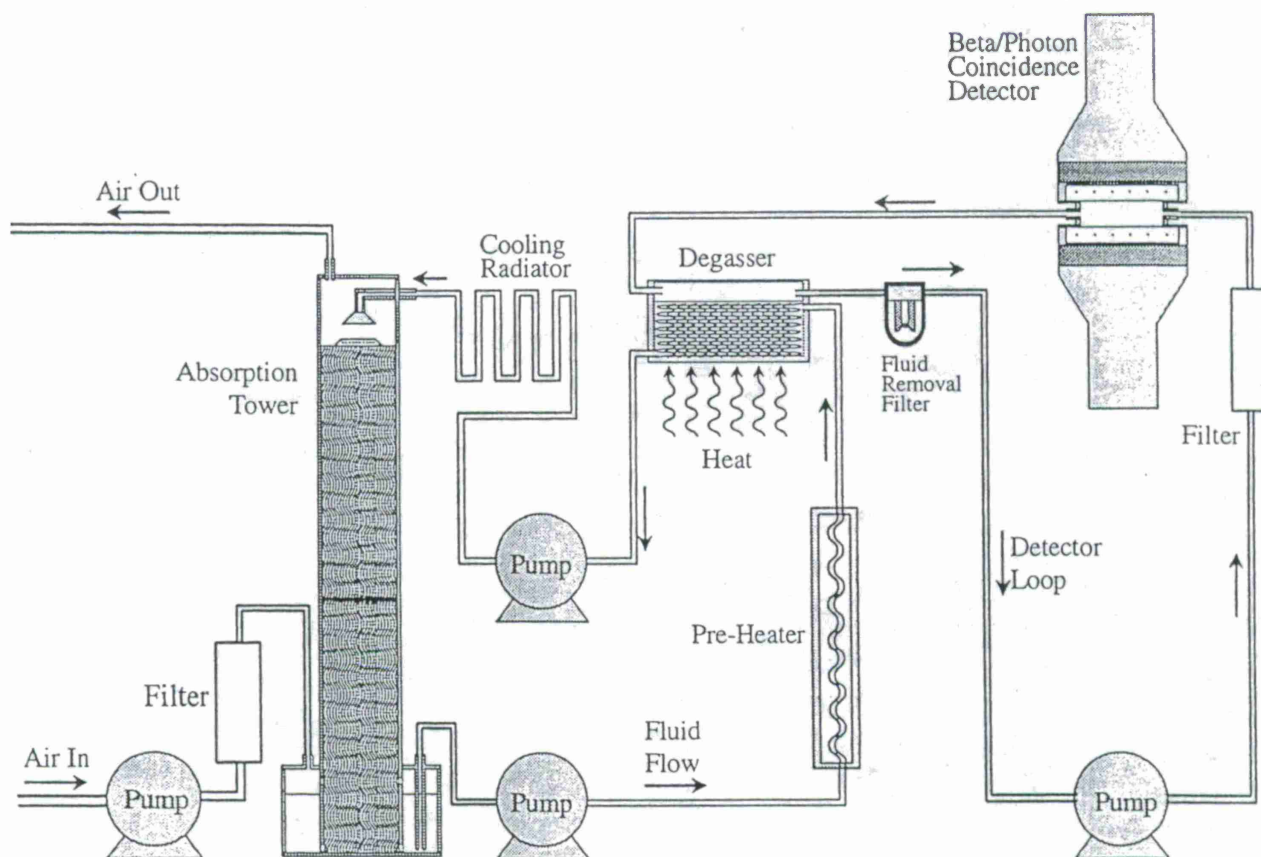 Beta/Photon
Coincidence
Detector
Air Out
Cooling
Radiator
Degasser
Absorption
Tower
Fluid
Removal
Filter
Heat
Filter
Pump
Detector
Loop
Pre-Heater
Filter
Air In
Fluid
Flow
Pump
Pump
Pump